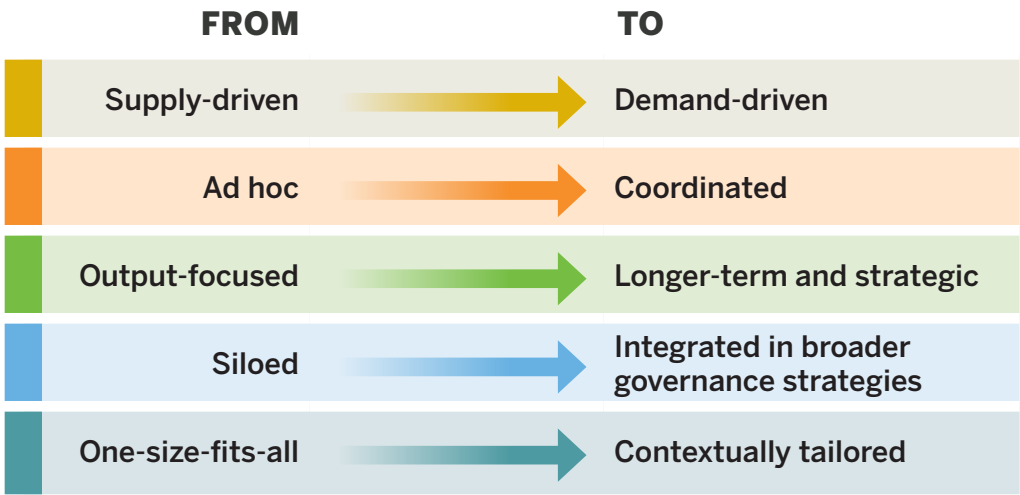 FROM TO
Supply-driven Demand-driven
Ad hoc Coordinated
Output-focused Longer-term and strategic
Siloed Integrated in broader
governance strategies
One-size-fits-all Contextually tailored